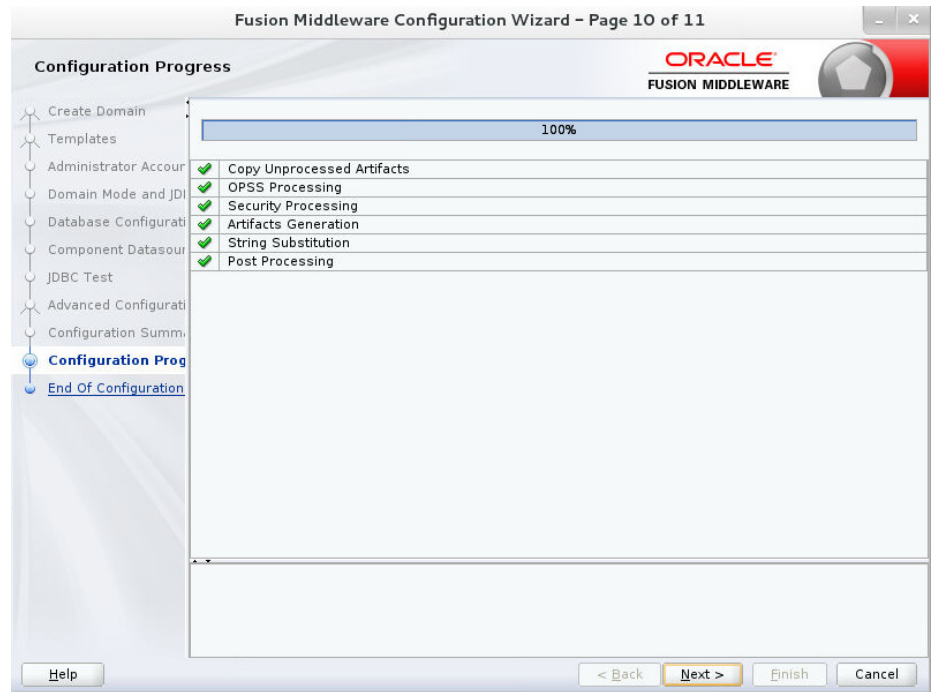 Fusion Middleware Configuration Wizard – Page 10 of 11
Configuration Progress
ORACLE
FUSION MIDDLEWARE
Create Domain
Templates
Administrator Accour
Domain Mode and JDI
Database Configurati
Component Datasour
JDBC Test
Advanced Configurati
Configuration Summ
Configuration Prog
End Of Configuration
100%
Copy Unprocessed Artifacts
OPSS Processing
Security Processing
Artifacts Generation
String Substitution
Post Processing
Help
< Back
Next >
Finish
Cancel